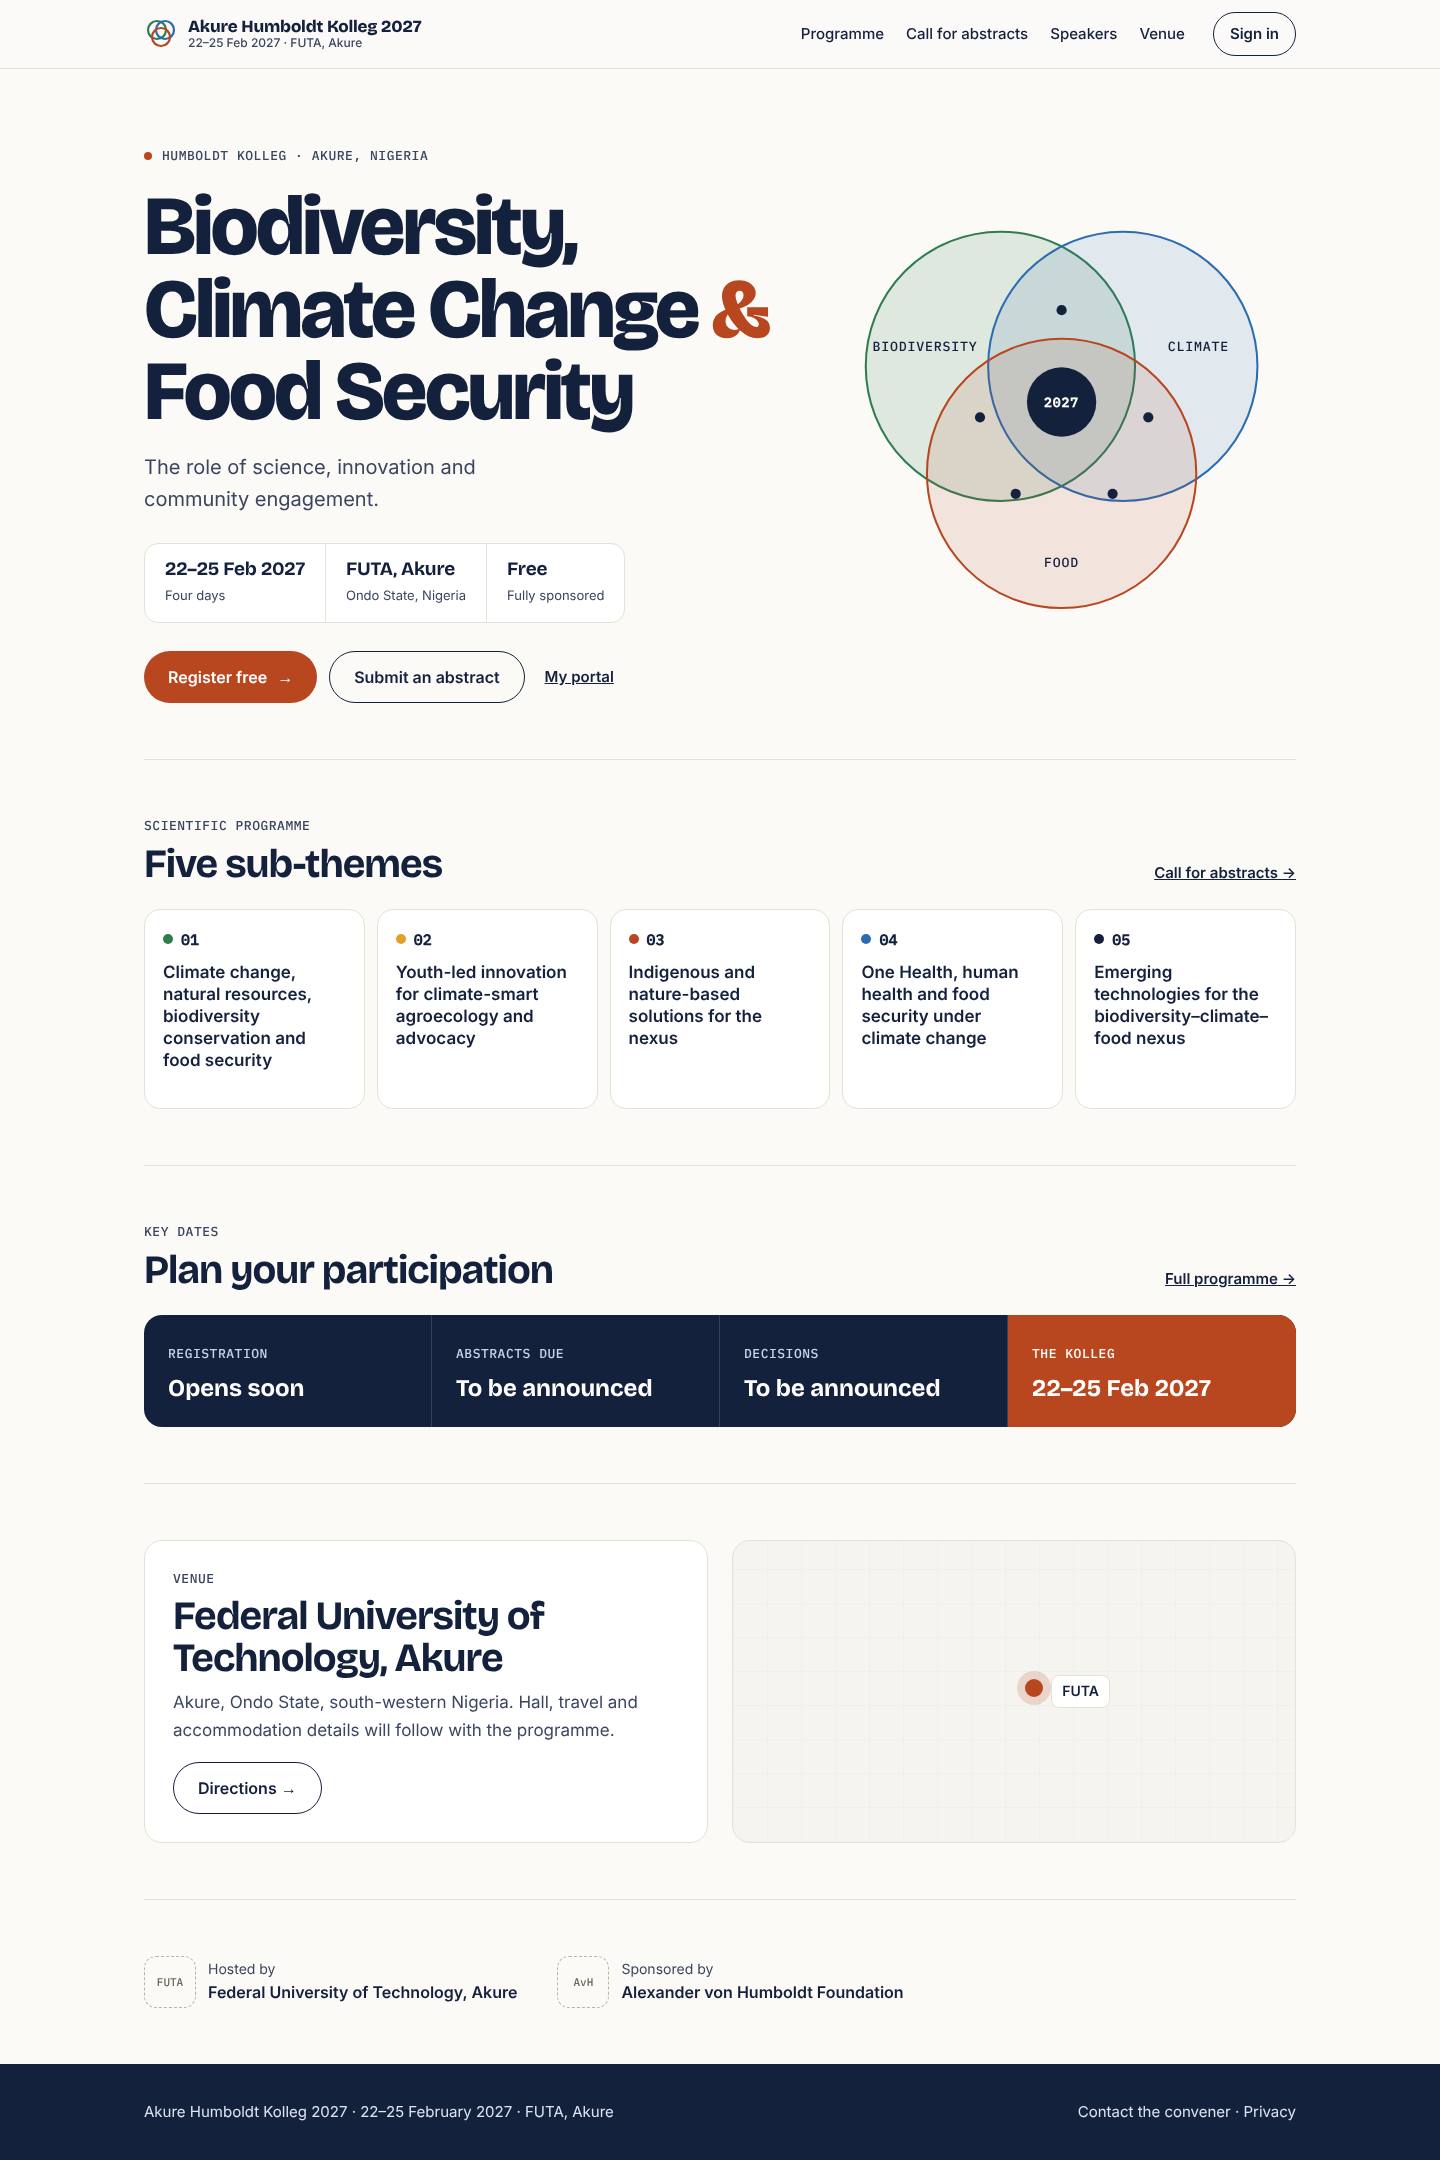 Akure Humboldt Kolleg 2027
22–25 Feb 2027 · FUTA, Akure
Programme
Call for abstracts
Speakers
Venue
Sign in
HUMBOLDT KOLLEG · AKURE, NIGERIA
Biodiversity,
Climate Change &
Food Security
The role of science, innovation and
community engagement.
22–25 Feb 2027
Four days
FUTA, Akure
Ondo State, Nigeria
Free
Fully sponsored
Register free →
Submit an abstract
My portal
BIODIVERSITY
CLIMATE
2027
FOOD
SCIENTIFIC PROGRAMME
Five sub-themes
Call for abstracts →
01
Climate change,
natural resources,
biodiversity
conservation and
food security
02
Youth-led innovation
for climate-smart
agroecology and
advocacy
03
Indigenous and
nature-based
solutions for the
nexus
04
One Health, human
health and food
security under
climate change
05
Emerging
technologies for the
biodiversity–climate–
food nexus
KEY DATES
Plan your participation
Full programme →
REGISTRATION
Opens soon
ABSTRACTS DUE
To be announced
DECISIONS
To be announced
THE KOLLEG
22–25 Feb 2027
VENUE
Federal University of
Technology, Akure
Akure, Ondo State, south-western Nigeria. Hall, travel and
accommodation details will follow with the programme.
Directions →
FUTA
FUTA
Hosted by
Federal University of Technology, Akure
AvH
Sponsored by
Alexander von Humboldt Foundation
Akure Humboldt Kolleg 2027 · 22–25 February 2027 · FUTA, Akure
Contact the convener · Privacy